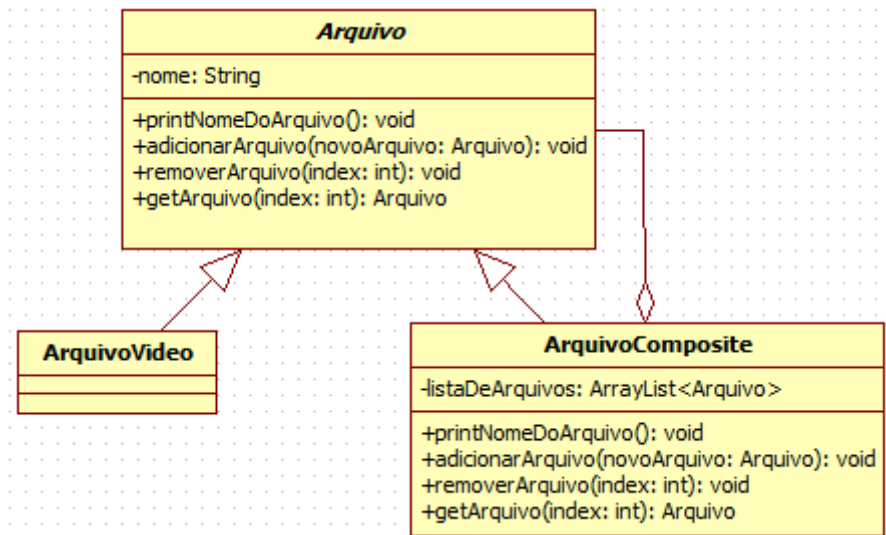 Arquivo
-nome: String
+printNomeDoArquivo(): void
+adicionarArquivo(novoArquivo: Arquivo): void
+removerArquivo(index: int): void
+getArquivo(index: int): Arquivo
ArquivoVideo
ArquivoComposite
-listaDeArquivos: ArrayList<Arquivo>
+printNomeDoArquivo(): void
+adicionarArquivo(novoArquivo: Arquivo): void
+removerArquivo(index: int): void
+getArquivo(index: int): Arquivo